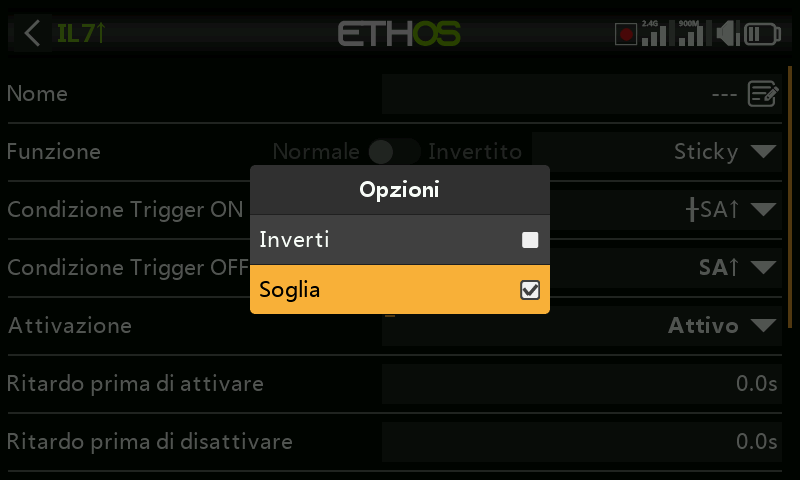 IL7↑
ETHOS
2.4G
900M
Nome
---
Funzione
Normale
Invertito
Sticky
Opzioni
Condizione Trigger ON
SA↑
Inverti
Condizione Trigger OFF
SA↑
Soglia
Attivazione
Attivo
Ritardo prima di attivare
0.0s
Ritardo prima di disattivare
0.0s